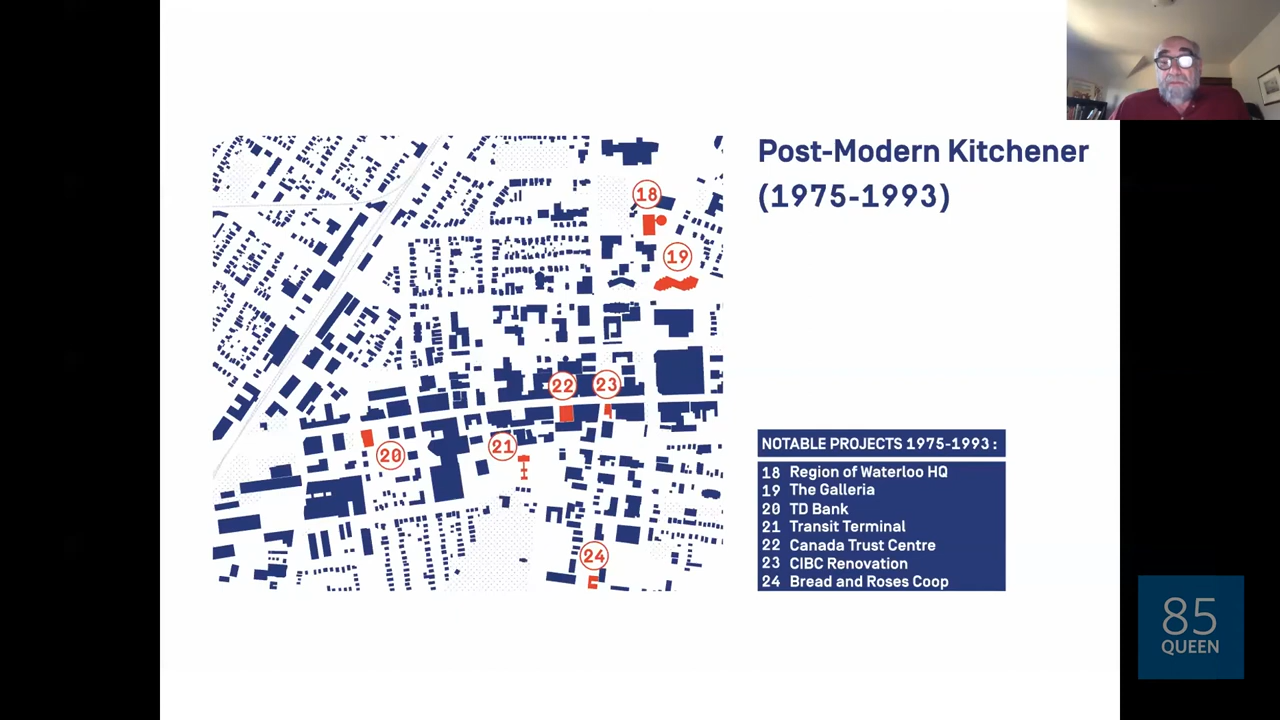 Post-Modern Kitchener
(1975-1993)
18
19
22
23
21
20
24
NOTABLE PROJECTS 1975-1993:
18 Region of Waterloo HQ
19 The Galleria
20 TD Bank
21 Transit Terminal
22 Canada Trust Centre
23 CIBC Renovation
24 Bread and Roses Coop
85
QUEEN